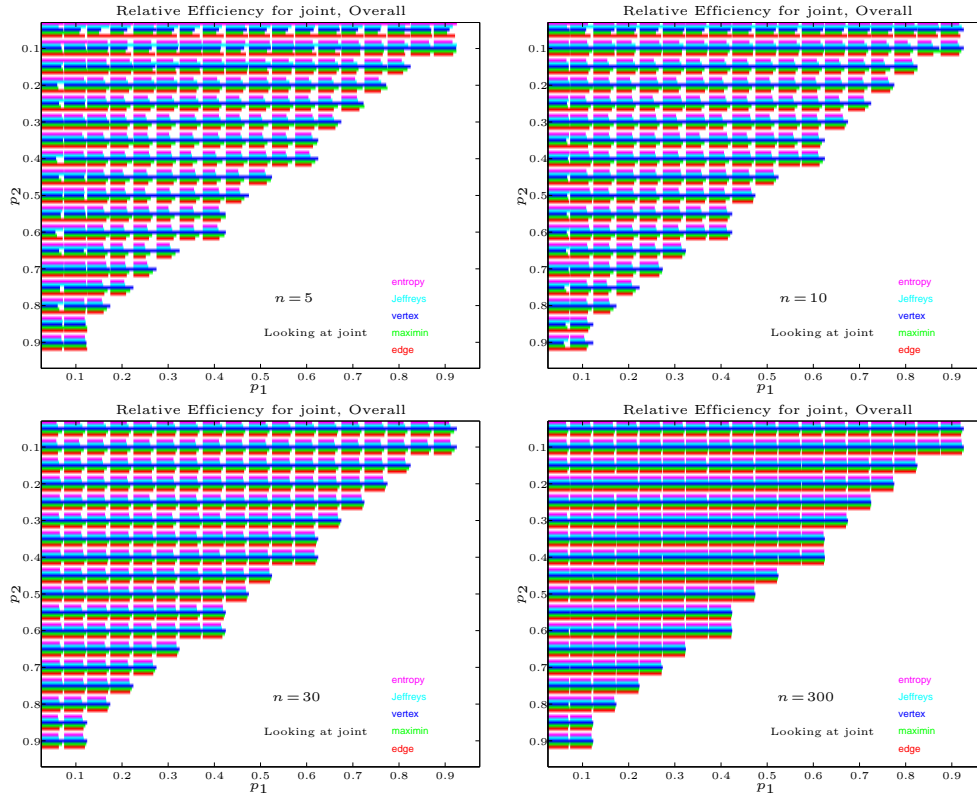 Relative Efficiency for joint, Overall
0.1
0.2
0.3
0.4
0.5
0.6
0.7
0.8
0.9
p2
0.1 0.2 0.3 0.4 0.5 0.6 0.7 0.8 0.9
p1
n = 5
Looking at joint
entropy
Jeffreys
vertex
maximin
edge
Relative Efficiency for joint, Overall
0.1
0.2
0.3
0.4
0.5
0.6
0.7
0.8
0.9
p2
0.1 0.2 0.3 0.4 0.5 0.6 0.7 0.8 0.9
p1
n = 10
Looking at joint
entropy
Jeffreys
vertex
maximin
edge
Relative Efficiency for joint, Overall
0.1
0.2
0.3
0.4
0.5
0.6
0.7
0.8
0.9
p2
0.1 0.2 0.3 0.4 0.5 0.6 0.7 0.8 0.9
p1
n = 30
Looking at joint
entropy
Jeffreys
vertex
maximin
edge
Relative Efficiency for joint, Overall
0.1
0.2
0.3
0.4
0.5
0.6
0.7
0.8
0.9
p2
0.1 0.2 0.3 0.4 0.5 0.6 0.7 0.8 0.9
p1
n = 300
Looking at joint
entropy
Jeffreys
vertex
maximin
edge